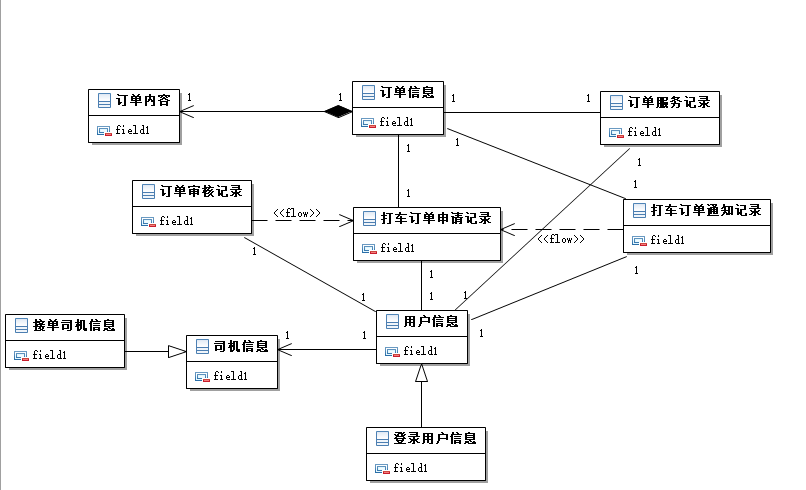 订单信息
field1
订单内容
field1
1
1
1
1
订单服务记录
field1
1
1
1
1
订单审核记录
field1
<<flow>>
1
打车订单申请记录
field1
<<flow>>
打车订单通知记录
field1
1
1
1
1
1
1
1
接单司机信息
field1
司机信息
field1
1
1
用户信息
field1
登录用户信息
field1